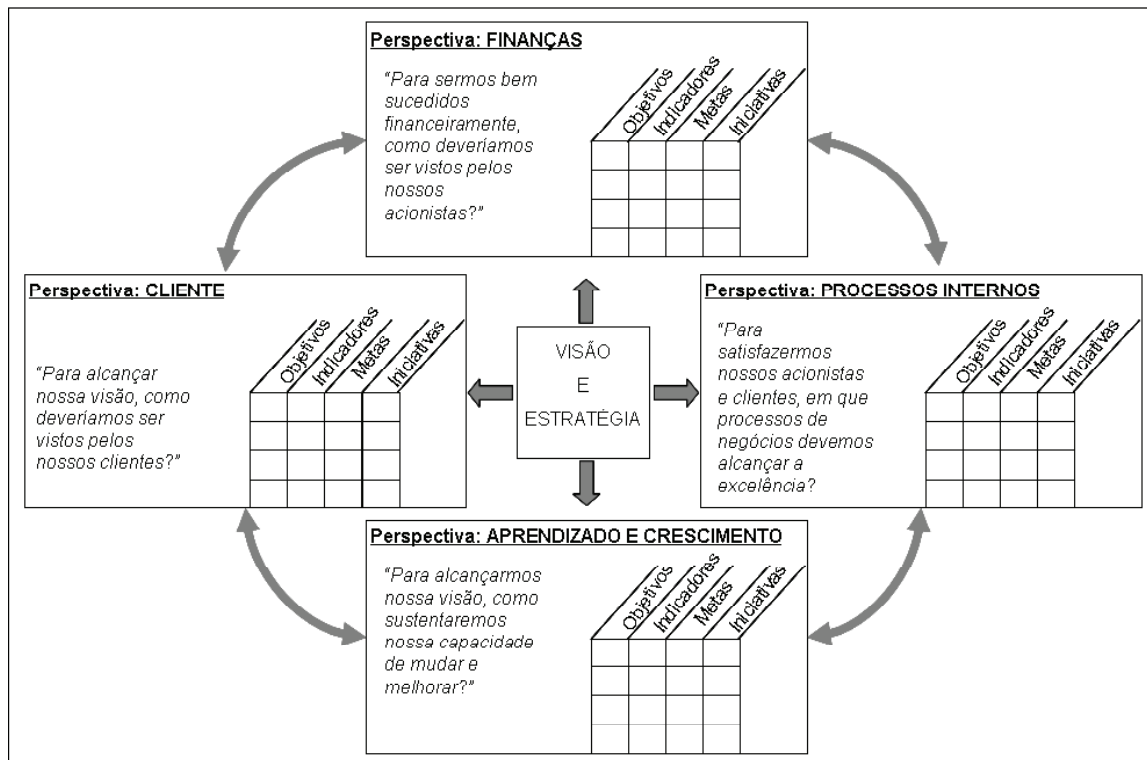 Perspectiva: FINANÇAS
“Para sermos bem
sucedidos
financeiramente,
como deveríamos
ser vistos pelos
nossos
acionistas?”
Objetivos
Indicadores
Metas
Iniciativas
Perspectiva: CLIENTE
“Para alcançar
nossa visão, como
deveríamos ser
vistos pelos
nossos clientes?”
Objetivos
Indicadores
Metas
Iniciativas
VISÃO
E
ESTRATÉGIA
Perspectiva: PROCESSOS INTERNOS
“Para
satisfazermos
nossos acionistas
e clientes, em que
processos de
negócios devemos
alcançar a
excelência?
Objetivos
Indicadores
Metas
Iniciativas
Perspectiva: APRENDIZADO E CRESCIMENTO
“Para alcançarmos
nossa visão, como
sustentaremos
nossa capacidade
de mudar e
melhorar?”
Objetivos
Indicadores
Metas
Iniciativas